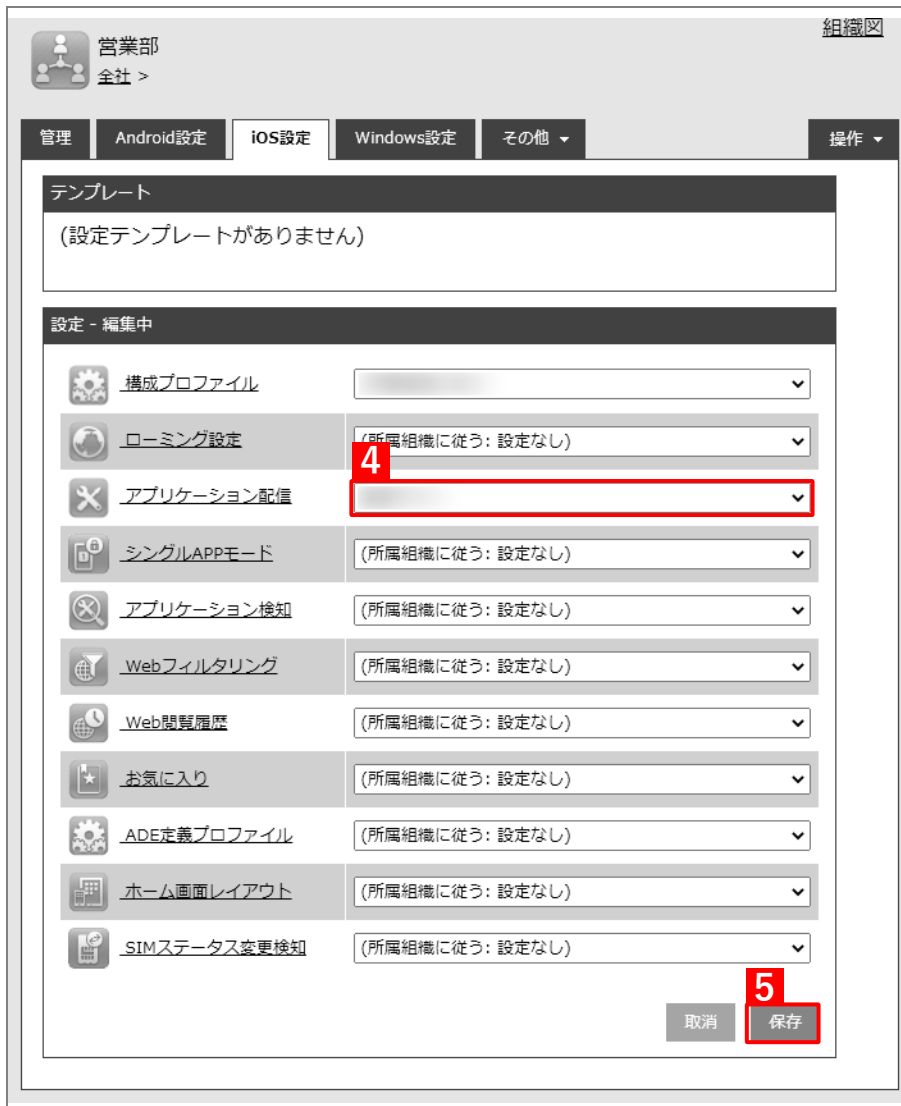 組織図
営業部
全社 >
管理 Android設定 iOS設定 Windows設定 その他 操作
テンプレート
(設定テンプレートがありません)
設定 - 編集中
構成プロファイル
ローミング設定 (所属組織に従う: 設定なし)
4
アプリケーション配信
シングルAPPモード (所属組織に従う: 設定なし)
アプリケーション検知 (所属組織に従う: 設定なし)
Webフィルタリング (所属組織に従う: 設定なし)
Web閲覧履歴 (所属組織に従う: 設定なし)
お気に入り (所属組織に従う: 設定なし)
ADE定義プロファイル (所属組織に従う: 設定なし)
ホーム画面レイアウト (所属組織に従う: 設定なし)
SIMステータス変更検知 (所属組織に従う: 設定なし)
5
取消 保存